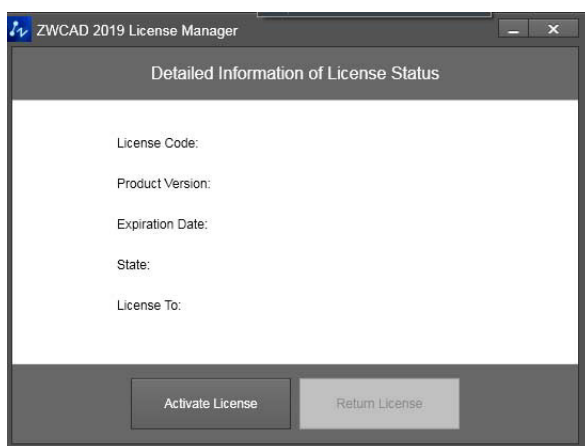 ZWCAD 2019 License Manager
Detailed Information of License Status
License Code:
Product Version:
Expiration Date:
State:
License To:
Activate License
Return License